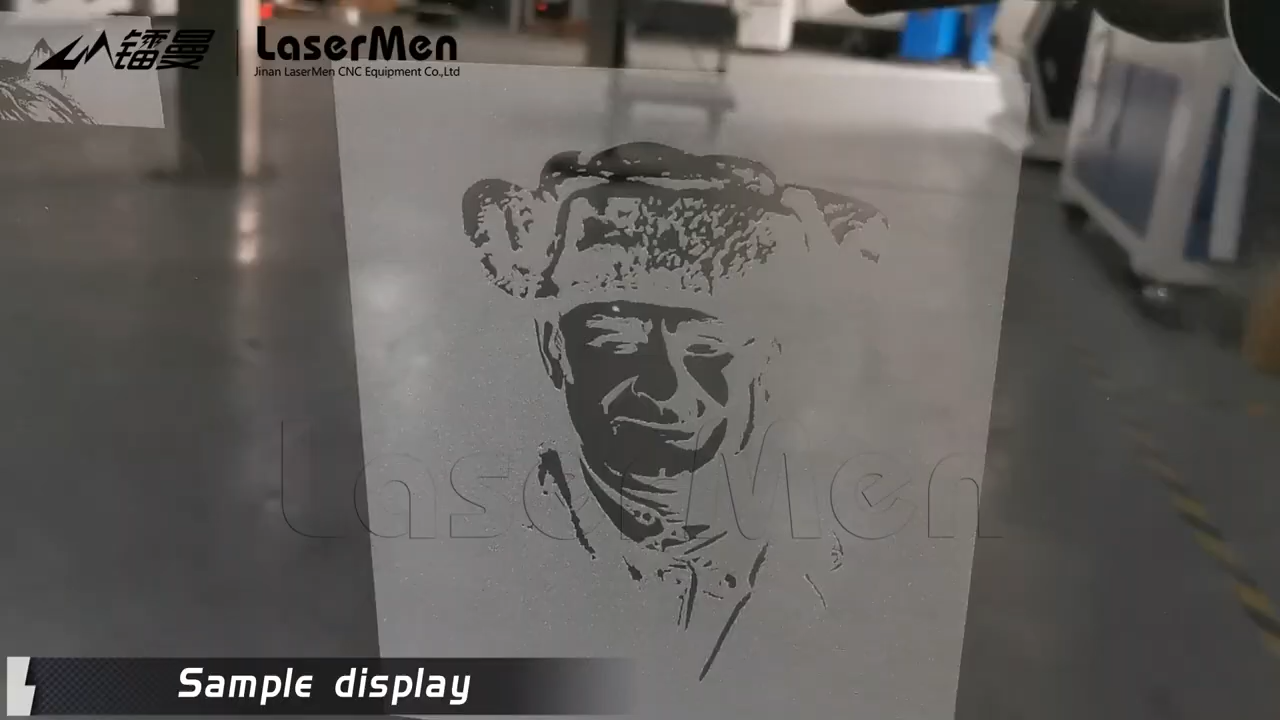 镭曼
LaserMen
Jinan LaserMen CNC Equipment Co.,Ltd
LaserMen
Sample display